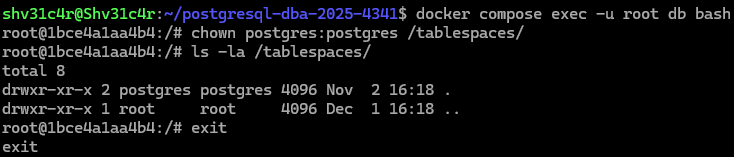 shv31c4r@Shv31c4r:~/postgresql-dba-2025-4341$ docker compose exec -u root db bash
root@1bce4a1aa4b4:/# chown postgres:postgres /tablespaces/
root@1bce4a1aa4b4:/# ls -la /tablespaces/
total 8
drwxr-xr-x 2 postgres postgres 4096 Nov  2 16:18 .
drwxr-xr-x 1 root     root     4096 Dec  1 16:18 ..
root@1bce4a1aa4b4:/# exit
exit